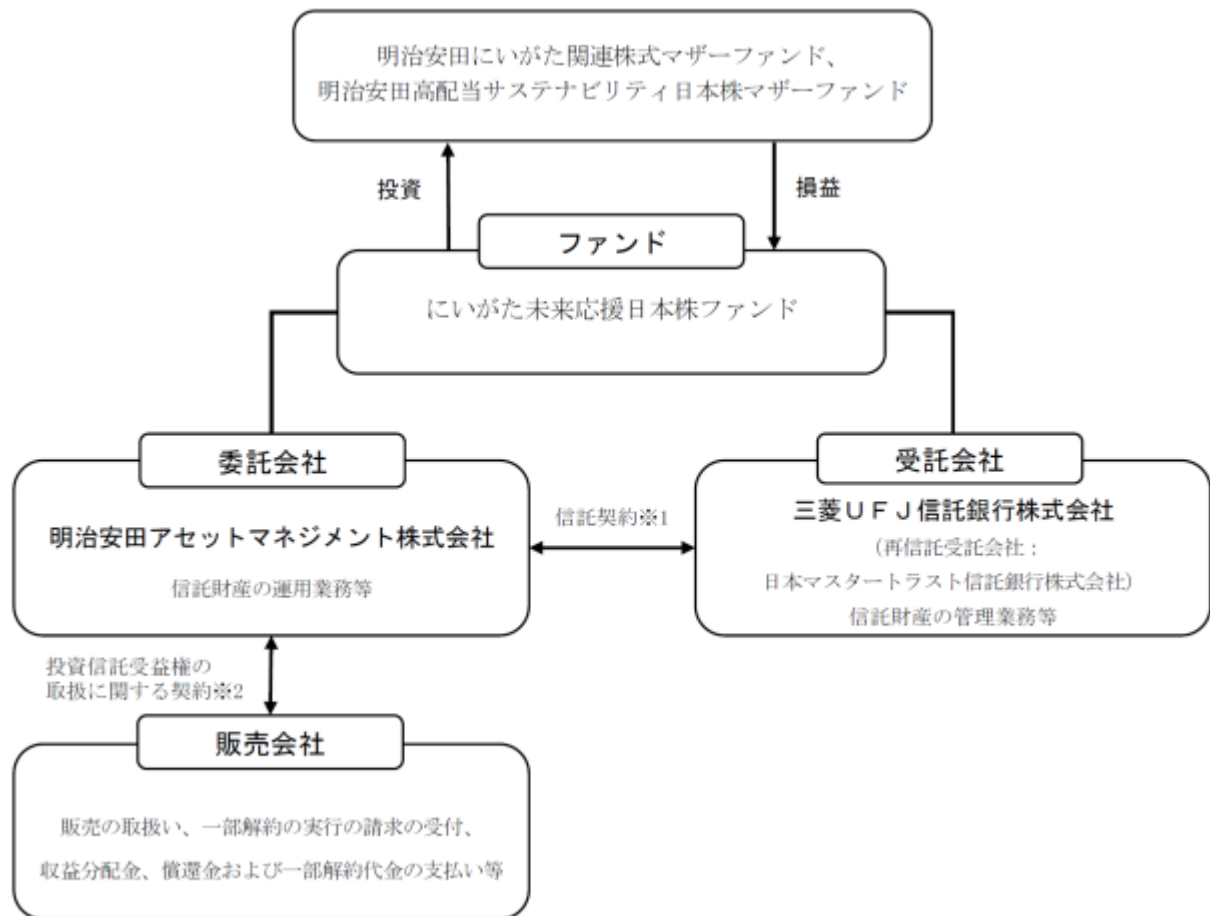 明治安田にいがた関連株式マザーファンド、
明治安田高配当サステナビリティ日本株マザーファンド
投資
損益
ファンド
にいがた未来応援日本株ファンド
委託会社
明治安田アセットマネジメント株式会社
信託財産の運用業務等
信託契約※1
受託会社
三菱UFJ信託銀行株式会社
(再信託受託会社:
日本マスタートラスト信託銀行株式会社)
信託財産の管理業務等
投資信託受益権の
取扱に関する契約※2
販売会社
販売の取扱い、一部解約の実行の請求の受付、
収益分配金、償還金および一部解約代金の支払い等